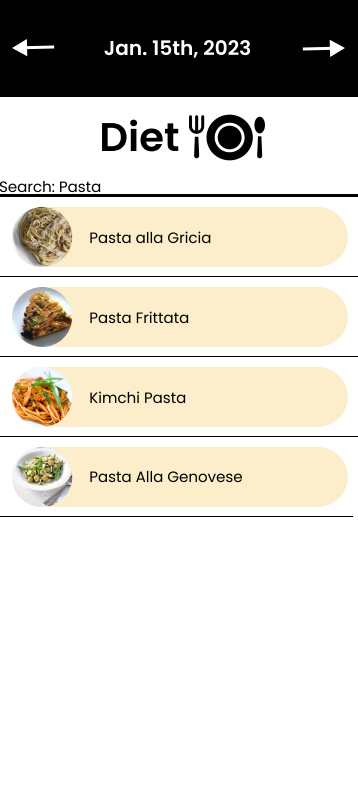 Jan. 15th, 2023
Diet
Search: Pasta
Pasta alla Gricia
Pasta Frittata
Kimchi Pasta
Pasta Alla Genovese